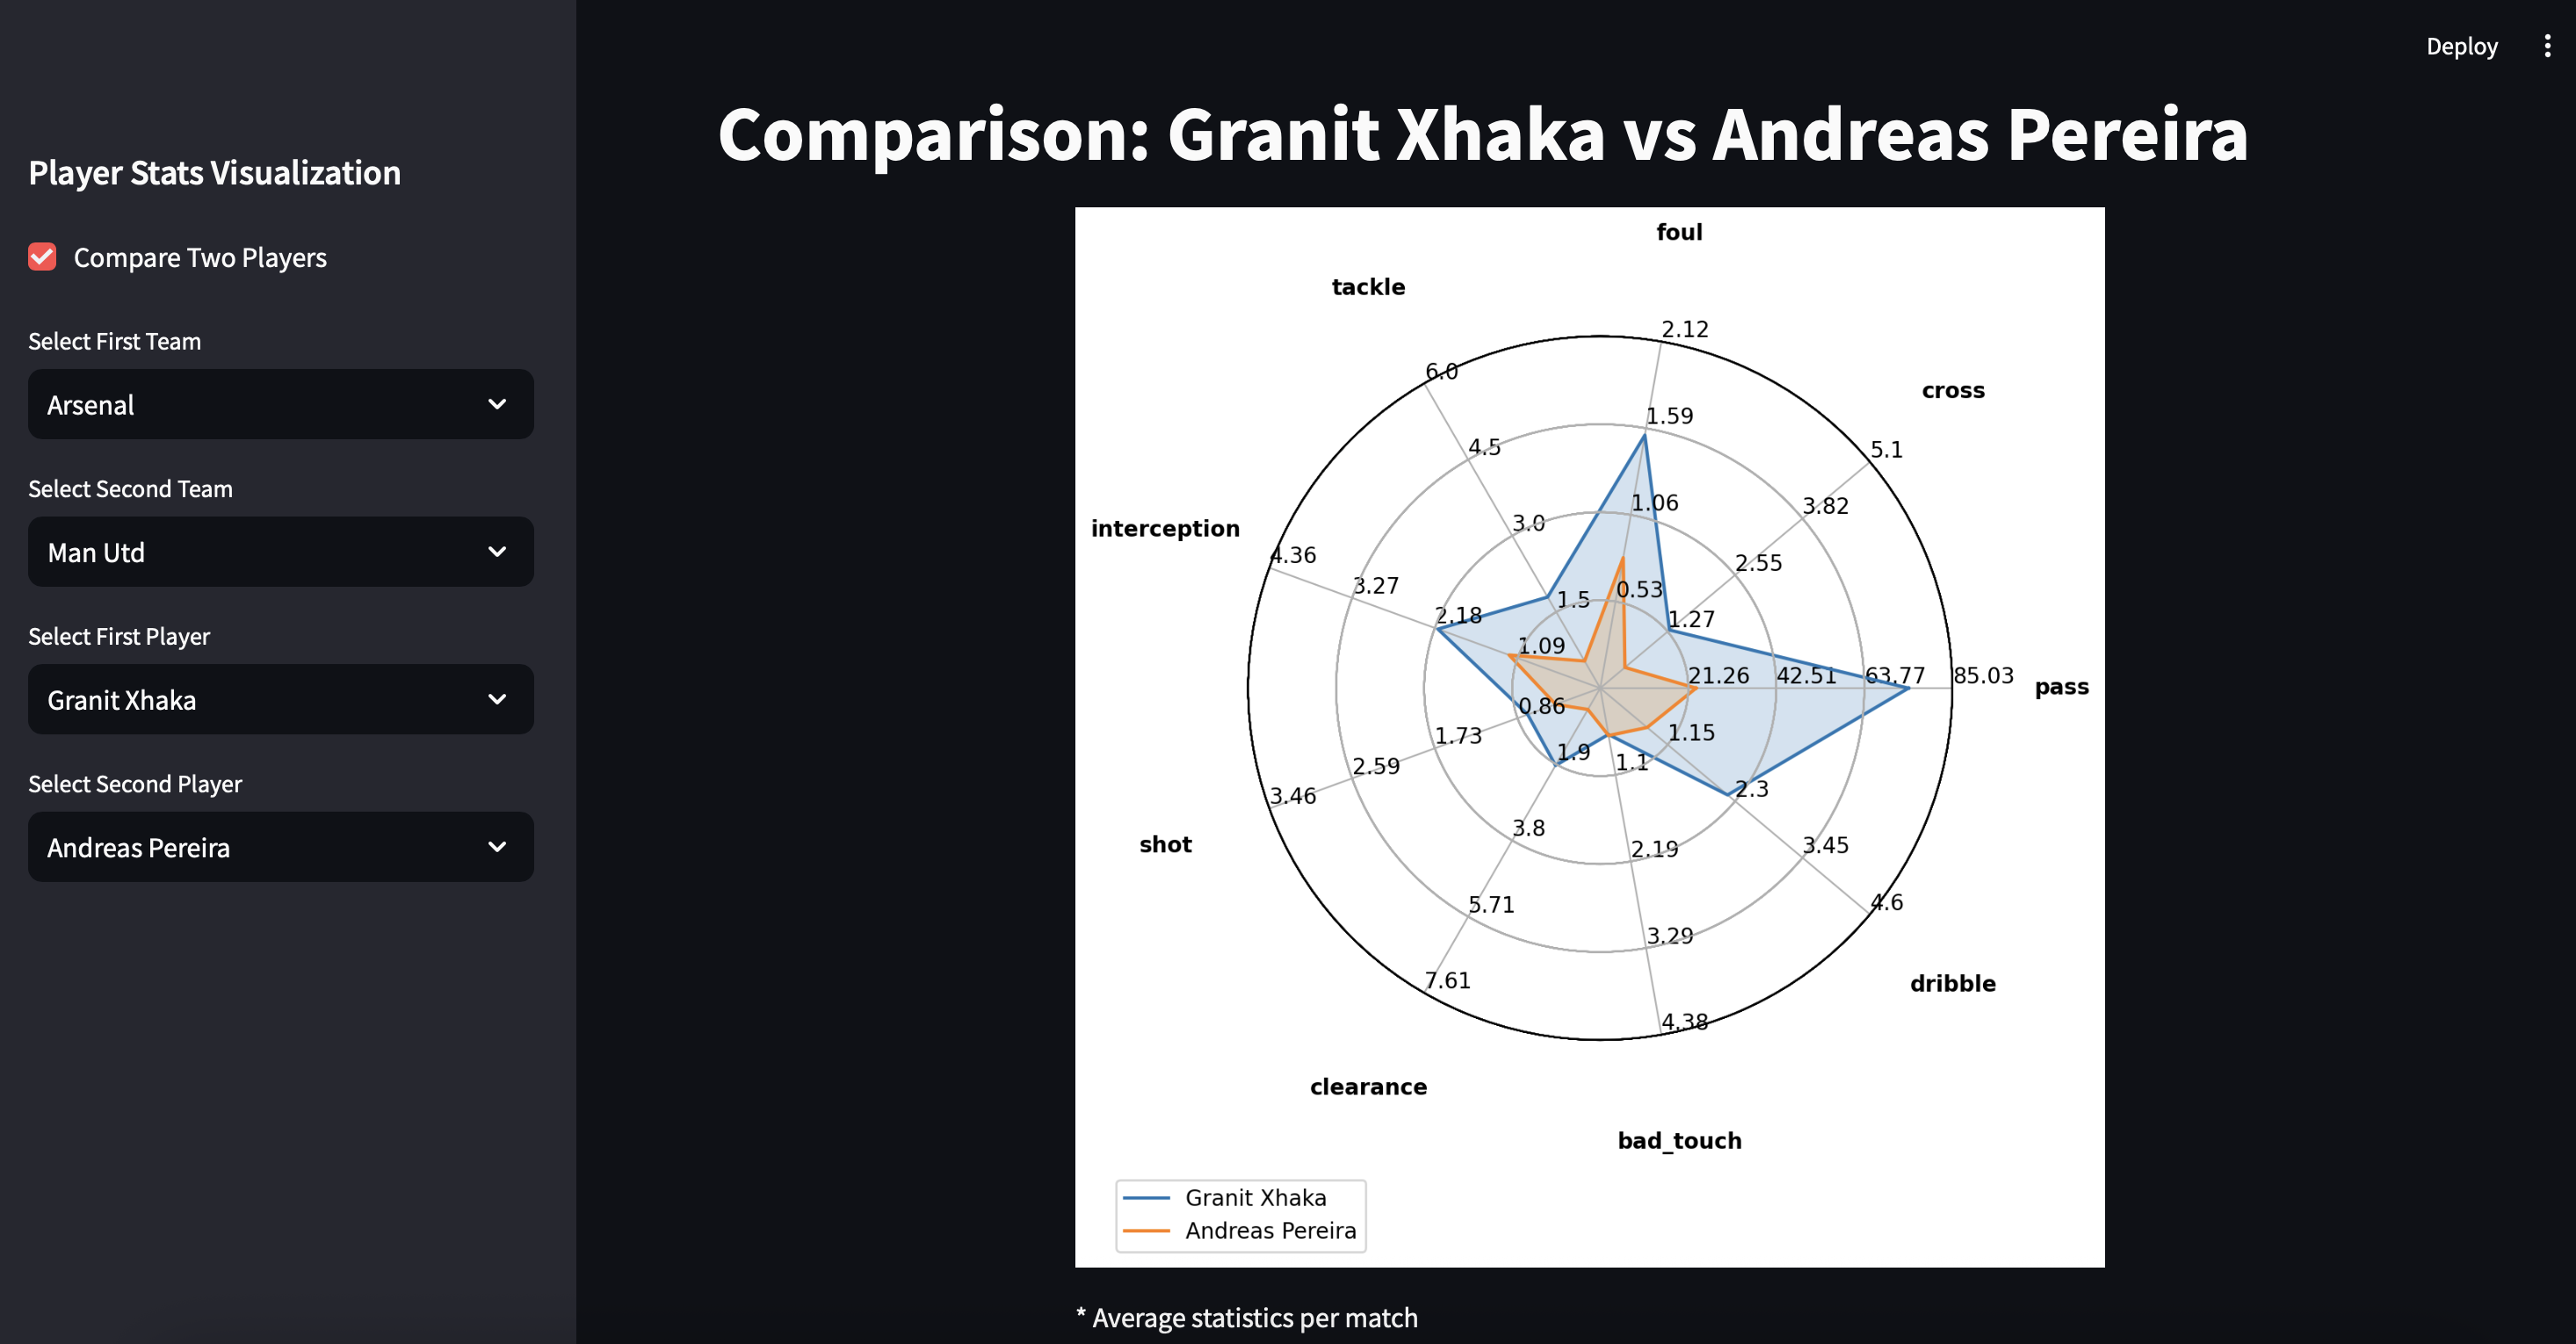 Deploy
Player Stats Visualization
Compare Two Players
Select First Team
Arsenal
Select Second Team
Man Utd
Select First Player
Granit Xhaka
Select Second Player
Andreas Pereira
Comparison: Granit Xhaka vs Andreas Pereira
foul
tackle
2.12
6.0
cross
1.59
5.1
4.5
1.06
3.82
3.0
interception
4.36
2.55
3.27
0.53
1.5
2.18
1.27
1.09
21.26 42.51 63.77 85.03 pass
0.86
1.15
1.73
1.9
1.1
2.59
2.3
3.46
3.8
shot
2.19
3.45
5.71
4.6
3.29
7.61
dribble
4.38
clearance
bad_touch
Granit Xhaka
Andreas Pereira
* Average statistics per match